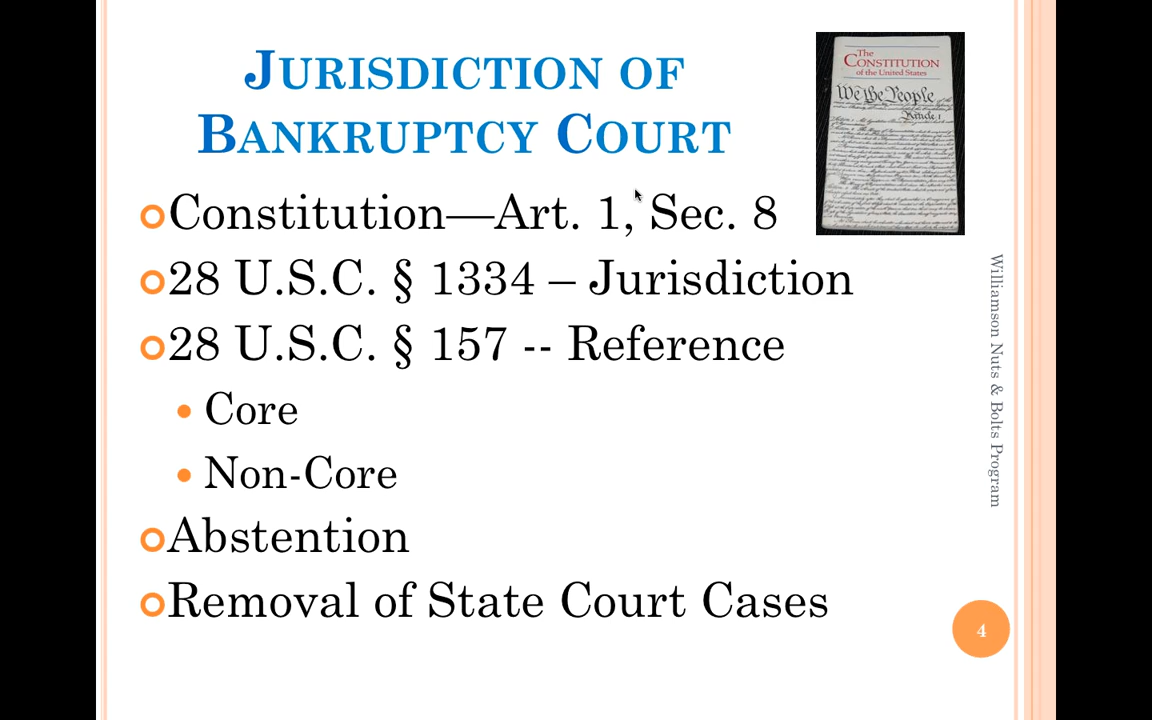 JURISDICTION OF
BANKRUPTCY COURT
The
CONSTITUTION
of the United States
We the People
Article 1
Constitution—Art. 1, Sec. 8
28 U.S.C. § 1334 – Jurisdiction
28 U.S.C. § 157 -- Reference
Core
Non-Core
Abstention
Removal of State Court Cases
Williamson Nuts & Bolts Program
4